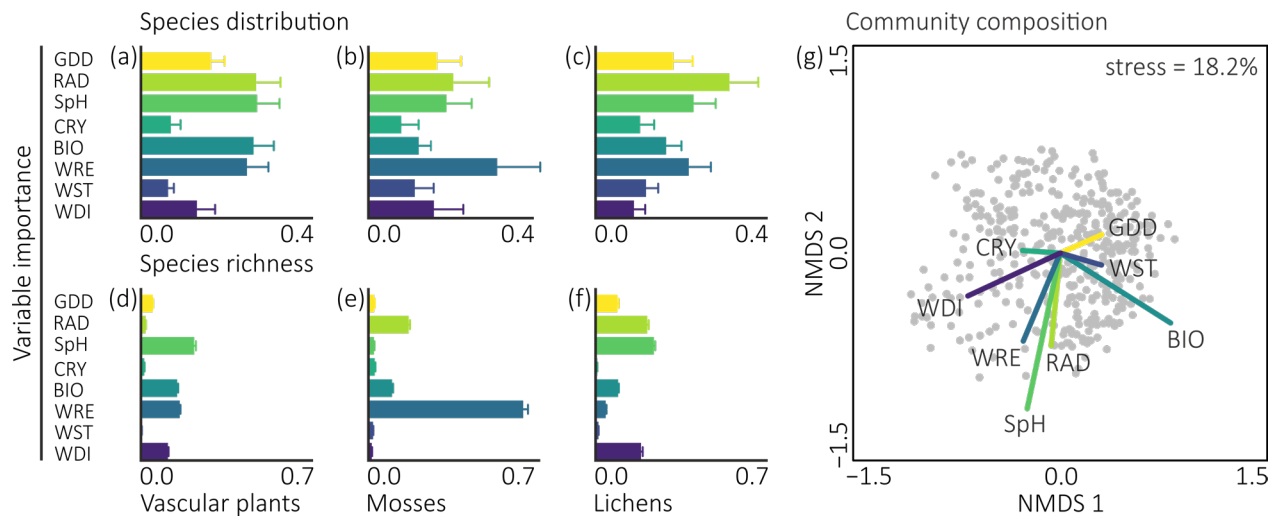 Species distribution
Community composition
Variable importance
(a)
(b)
(c)
GDD
RAD
SpH
CRY
BIO
WRE
WST
WDI
0.0 0.4
0.0 0.4
0.0 0.4
Species richness
(d)
(e)
(f)
GDD
RAD
SpH
CRY
BIO
WRE
WST
WDI
0.0 0.7
0.0 0.7
0.0 0.7
Vascular plants
Mosses
Lichens
(g)
stress = 18.2%
1.5
0.0
−1.5
NMDS 2
GDD
CRY
WST
WDI
BIO
WRE
RAD
SpH
−1.5 0.0 1.5
NMDS 1